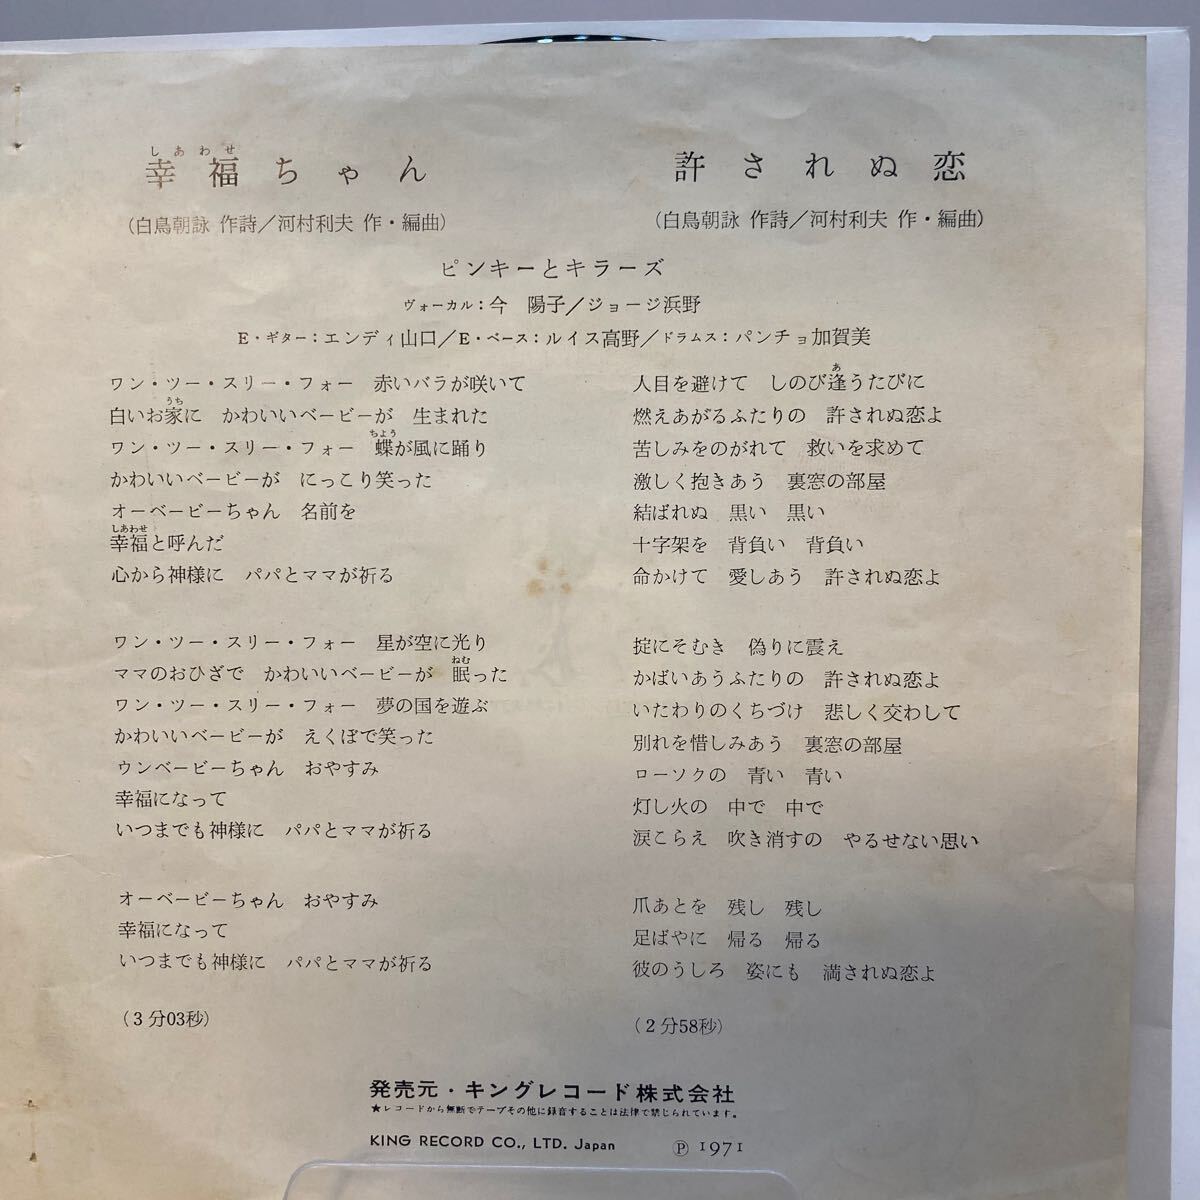 しあわせ
幸福ちゃん
(白鳥朝詠 作詩/河村利夫 作・編曲)
許されぬ恋
(白鳥朝詠 作詩/河村利夫 作・編曲)
ピンキーとキラーズ
ヴォーカル:今 陽子/ジョージ浜野
E・ギター:エンディ山口/E・ベース:ルイス高野/ドラムス:パンチョ加賀美
ワン・ツー・スリー・フォー 赤いバラが咲いて
うち
白いお家に かわいいベービーが 生まれた
ちよう
ワン・ツー・スリー・フォー 蝶が風に踊り
かわいいベービーが にっこり笑った
オーベービーちゃん 名前を
しあわせ
幸福と呼んだ
心から神様に パパとママが祈る
ワン・ツー・スリー・フォー 星が空に光り
ねむ
ママのおひざで かわいいベービーが 眠った
ワン・ツー・スリー・フォー 夢の国を遊ぶ
かわいいベービーが えくぼで笑った
ウンベービーちゃん おやすみ
幸福になって
いつまでも神様に パパとママが祈る
オーベービーちゃん おやすみ
幸福になって
いつまでも神様に パパとママが祈る
(3分03秒)
あ
人目を避けて しのび逢うたびに
燃えあがるふたりの 許されぬ恋よ
苦しみをのがれて 救いを求めて
激しく抱きあう 裏窓の部屋
結ばれぬ 黒い 黒い
十字架を 背負い 背負い
命かけて 愛しあう 許されぬ恋よ
掟にそむき 偽りに震え
かばいあうふたりの 許されぬ恋よ
いたわりのくちづけ 悲しく交わして
別れを惜しみあう 裏窓の部屋
ローソクの 青い 青い
灯し火の 中で 中で
涙こらえ 吹き消すの やるせない思い
爪あとを 残し 残し
足ばやに 帰る 帰る
彼のうしろ 姿にも 満されぬ恋よ
(2分58秒)
発売元・キングレコード株式会社
★レコードから無断でテープその他に録音することは法律で禁じられています。
KING RECORD CO., LTD. Japan ℗ 1971